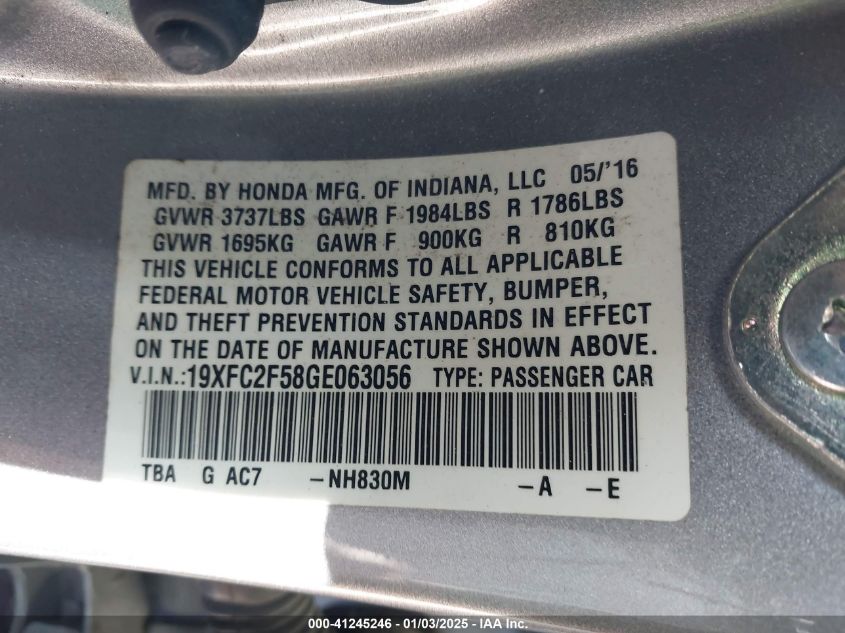 MFD. BY HONDA MFG. OF INDIANA, LLC 05/'16
GVWR 3737LBS GAWR F 1984LBS R 1786LBS
GVWR 1695KG GAWR F 900KG R 810KG
THIS VEHICLE CONFORMS TO ALL APPLICABLE
FEDERAL MOTOR VEHICLE SAFETY, BUMPER,
AND THEFT PREVENTION STANDARDS IN EFFECT
ON THE DATE OF MANUFACTURE SHOWN ABOVE.
V.I.N.:19XFC2F58GE063056 TYPE: PASSENGER CAR
TBA G AC7 -NH830M -A -E
000-41245246 - 01/03/2025 - IAA Inc.